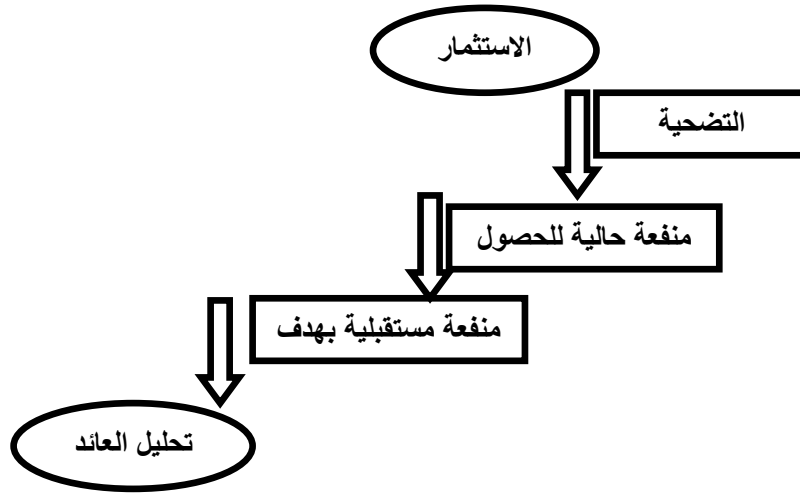 الاستثمار
التضحية
منفعة حالية للحصول
منفعة مستقبلية بهدف
تحليل العائد